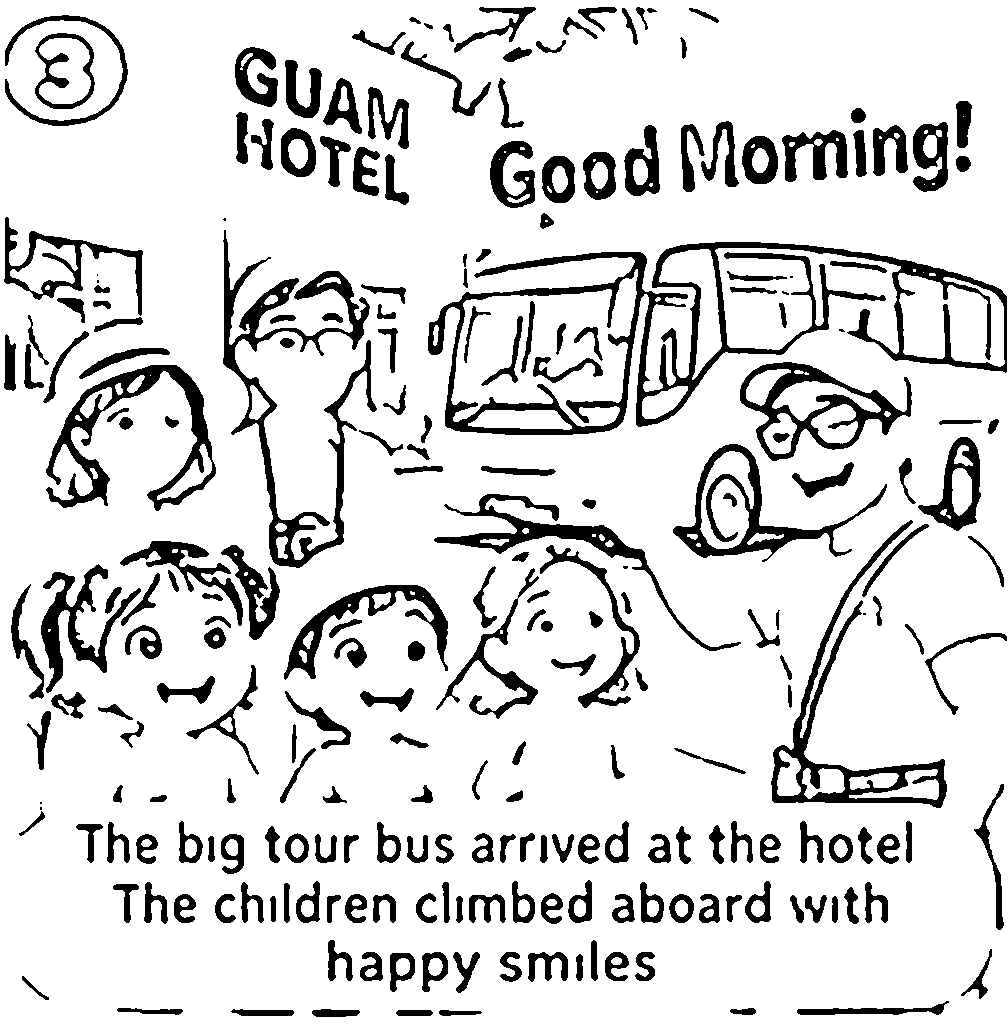 3
GUAM
HOTEL
Good Morning!
The big tour bus arrived at the hotel
The children climbed aboard with
happy smiles